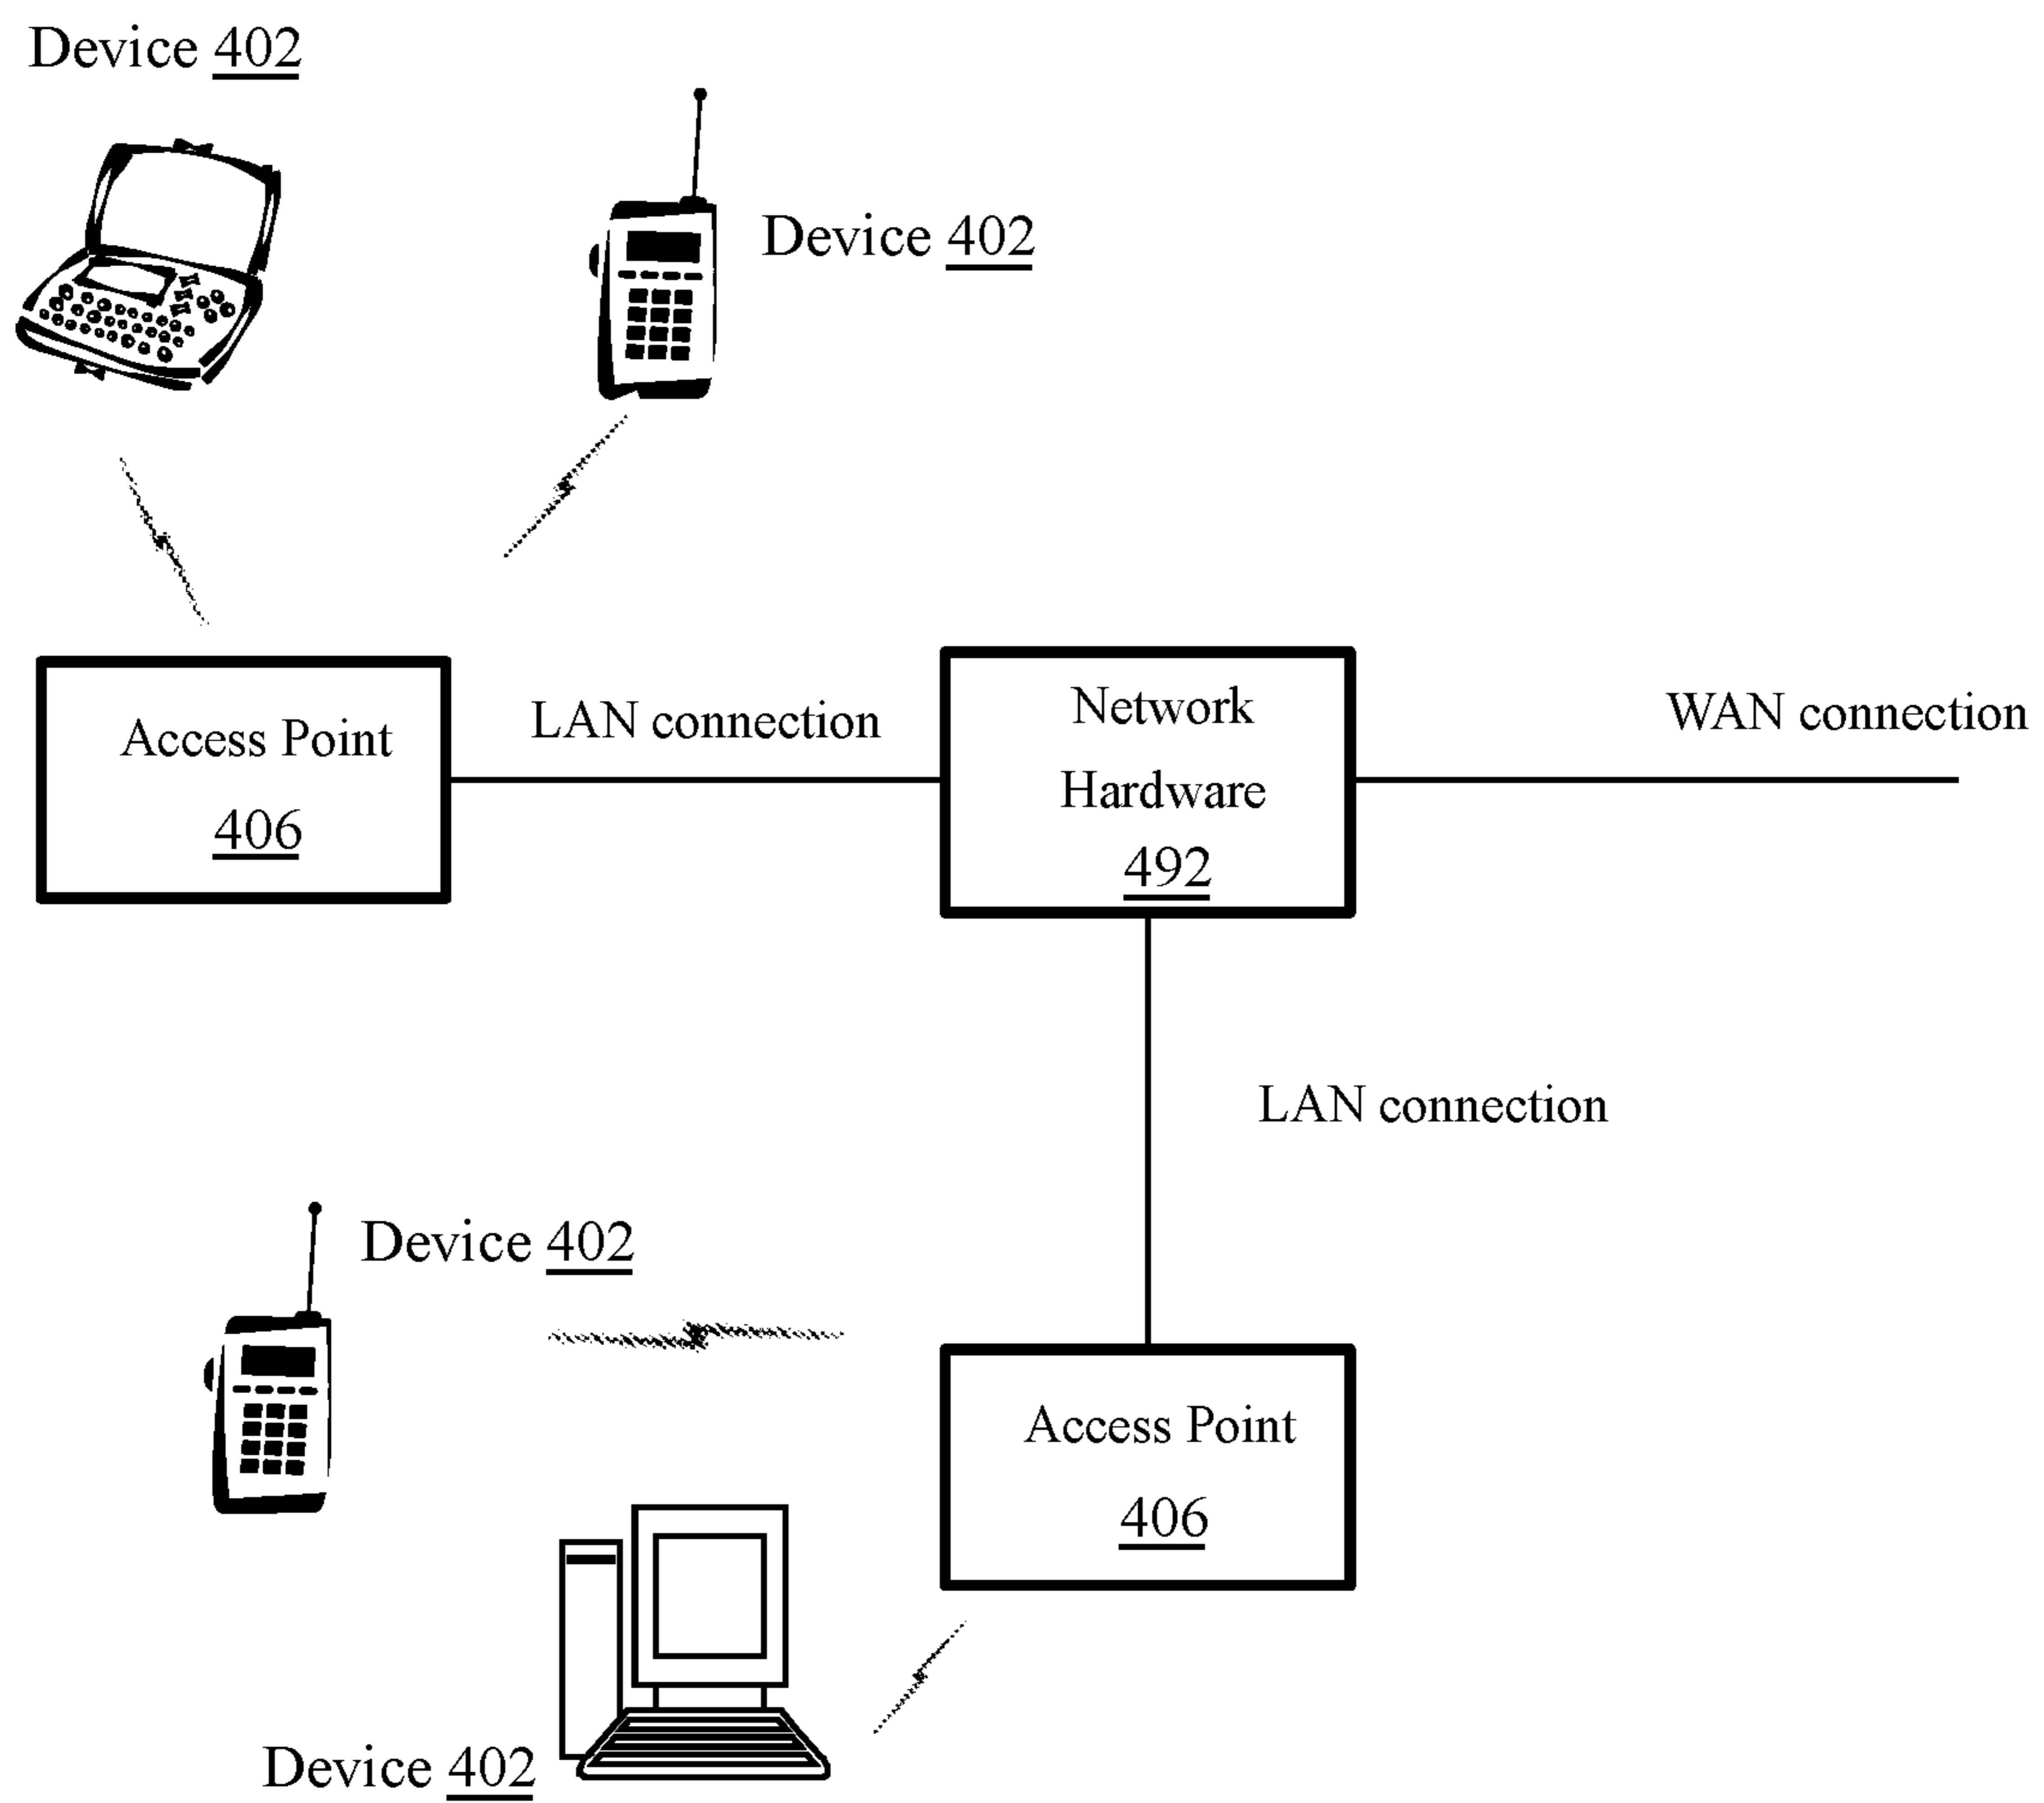 Device 402
Device 402
LAN connection
WAN connection
Access Point
406
Network
Hardware
492
LAN connection
Device 402
Access Point
406
Device 402